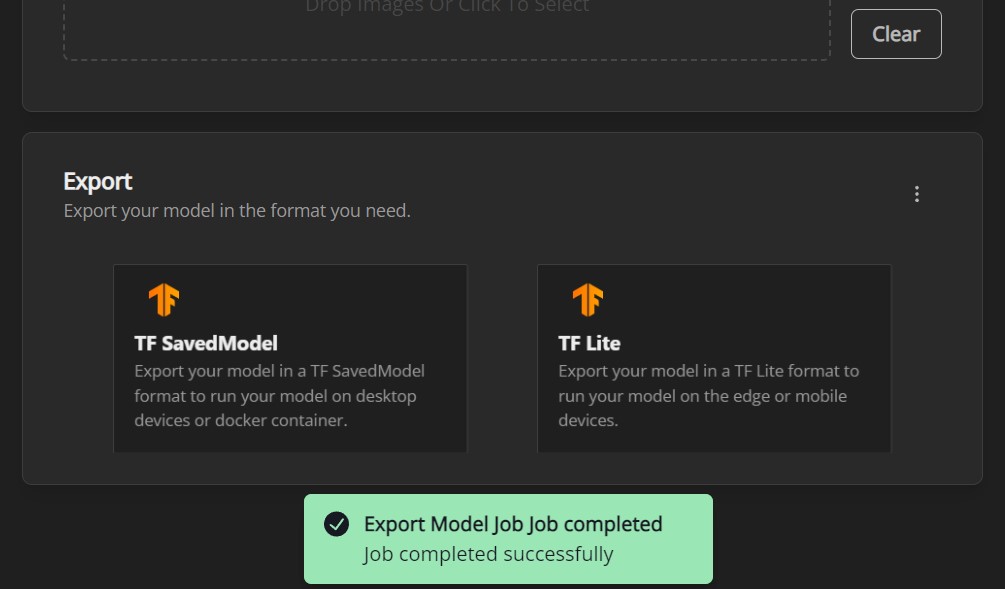 Drop Images Or Click To Select
Clear
Export
Export your model in the format you need.
TF SavedModel
Export your model in a TF SavedModel
format to run your model on desktop
devices or docker container.
TF Lite
Export your model in a TF Lite format to
run your model on the edge or mobile
devices.
Export Model Job Job completed
Job completed successfully